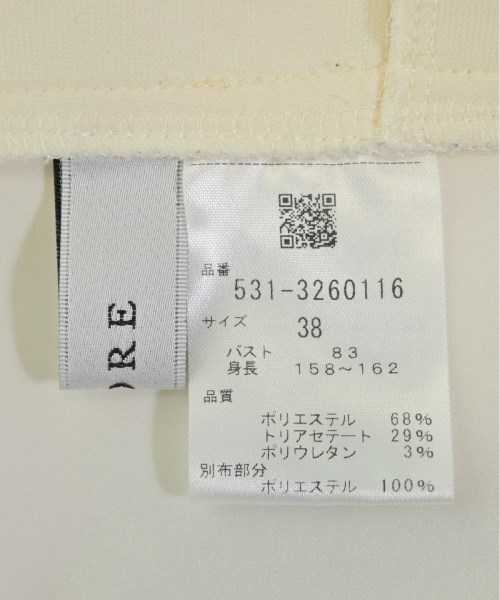 ORE
品番
531-3260116
サイズ 38
バスト 83
身長 158～162
品質
ポリエステル 68%
トリアセテート 29%
ポリウレタン 3%
別布部分
ポリエステル 100%